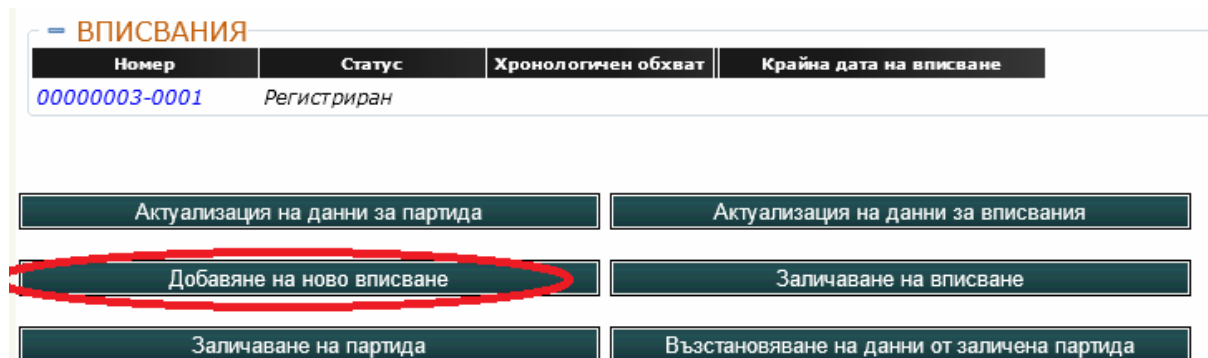 ВПИСВАНИЯ
Номер Статус Хронологичен обхват Крайна дата на вписване
00000003-0001 Регистриран
Актуализация на данни за партида Актуализация на данни за вписвания
Добавяне на ново вписване Заличаване на вписване
Заличаване на партида Възстановяване на данни от заличена партида